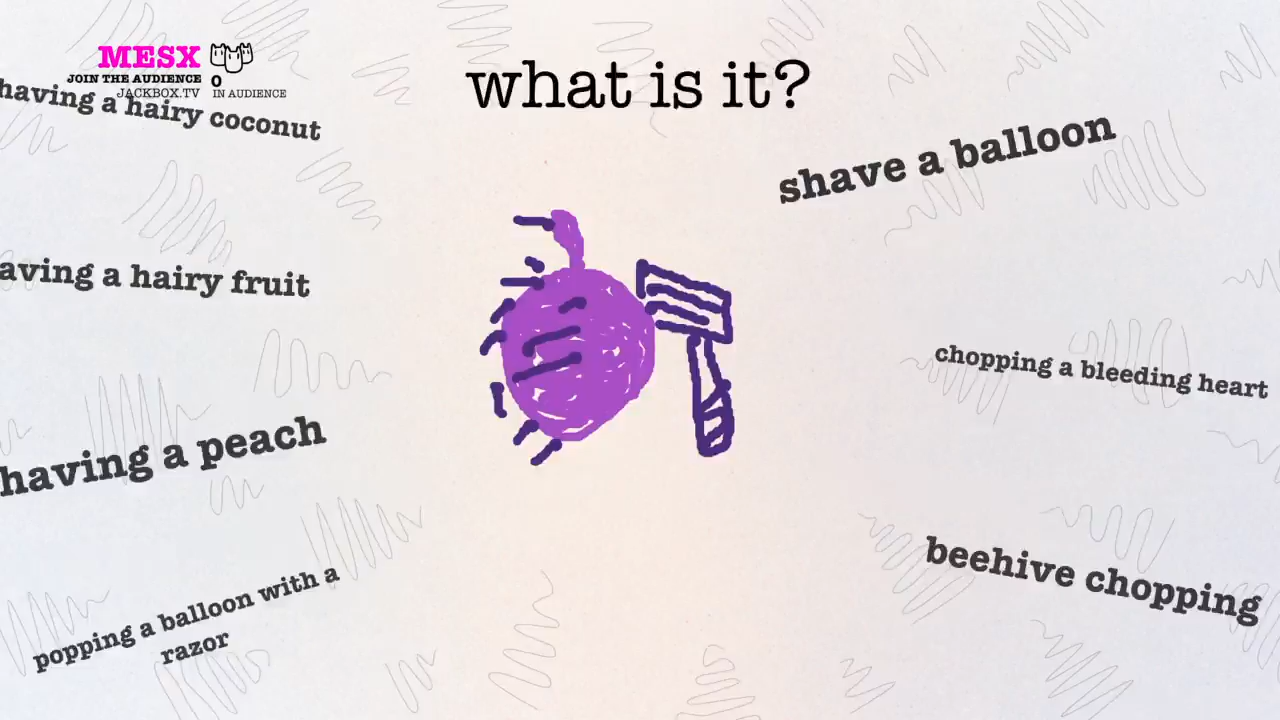 MESX
JOIN THE AUDIENCE
JACKBOX.TV
0
IN AUDIENCE
what is it?
having a hairy coconut
shave a balloon
aving a hairy fruit
chopping a bleeding heart
having a peach
beehive chopping
popping a balloon with a
razor